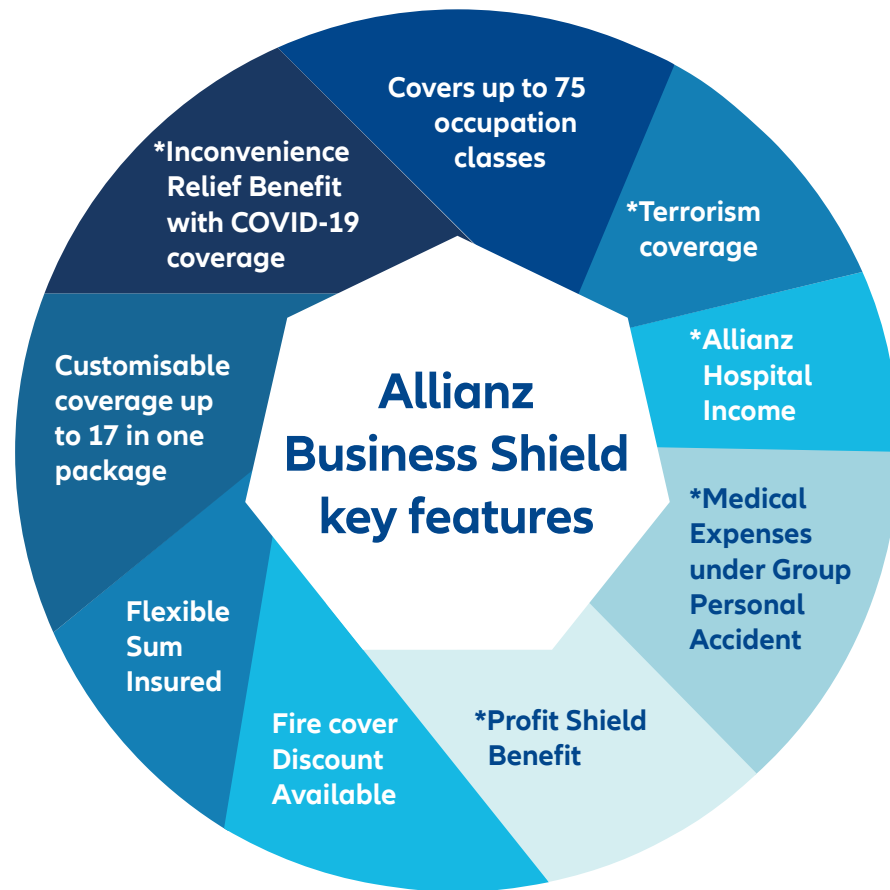 Covers up to 75
occupation
classes
*Terrorism
coverage
*Allianz
Hospital
Income
*Medical
Expenses
under Group
Personal
Accident
*Profit Shield
Benefit
Fire cover
Discount
Available
Flexible
Sum
Insured
Customisable
coverage up
to 17 in one
package
*Inconvenience
Relief Benefit
with COVID-19
coverage
Allianz
Business Shield
key features